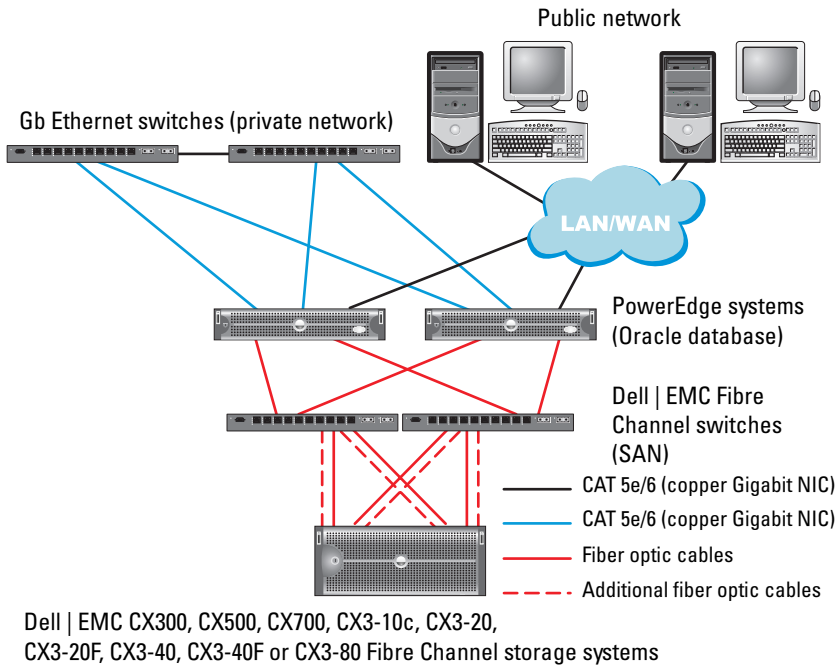 Public network
Gb Ethernet switches (private network)
LAN/WAN
PowerEdge systems
(Oracle database)
Dell | EMC Fibre
Channel switches
(SAN)
CAT 5e/6 (copper Gigabit NIC)
CAT 5e/6 (copper Gigabit NIC)
Fiber optic cables
Additional fiber optic cables
Dell | EMC CX300, CX500, CX700, CX3-10c, CX3-20,
CX3-20F, CX3-40, CX3-40F or CX3-80 Fibre Channel storage systems